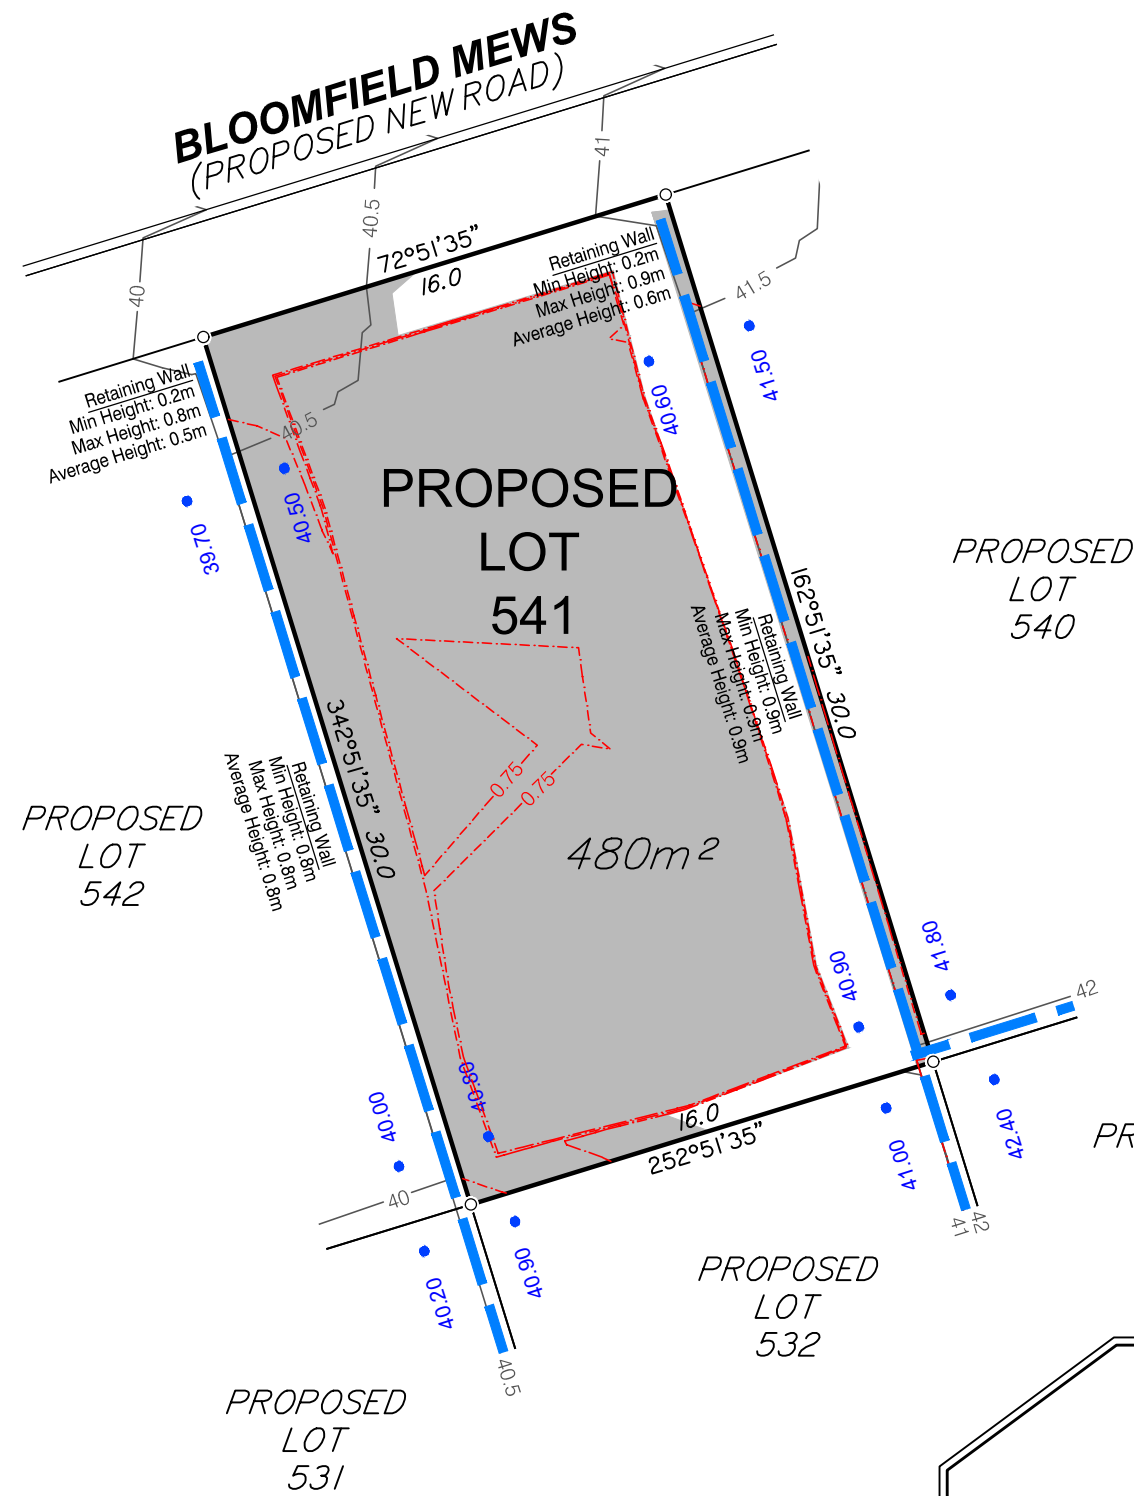 BLOOMFIELD MEWS
(PROPOSED NEW ROAD)
40
40.5
41
72°51'35"
16.0
Retaining Wall
Min Height: 0.2m
Max Height: 0.9m
Average Height: 0.6m
41.5
41.50
40.60
Retaining Wall
Min Height: 0.2m
Max Height: 0.8m
Average Height: 0.5m
40.5
40.50
39.70
PROPOSED
LOT
541
PROPOSED
LOT
540
162°51'35" 30.0
Retaining Wall
Min Height: 0.9m
Max Height: 0.9m
Average Height: 0.9m
342°51'35" 30.0
Retaining Wall
Min Height: 0.8m
Max Height: 0.8m
Average Height: 0.8m
0.75
0.75
480m²
PROPOSED
LOT
542
41.80
40.90
42
40.80
40.00
16.0
252°51'35"
42.40
41.00
PR
40
40.90
40.20
41
42
PROPOSED
LOT
532
40.5
PROPOSED
LOT
531